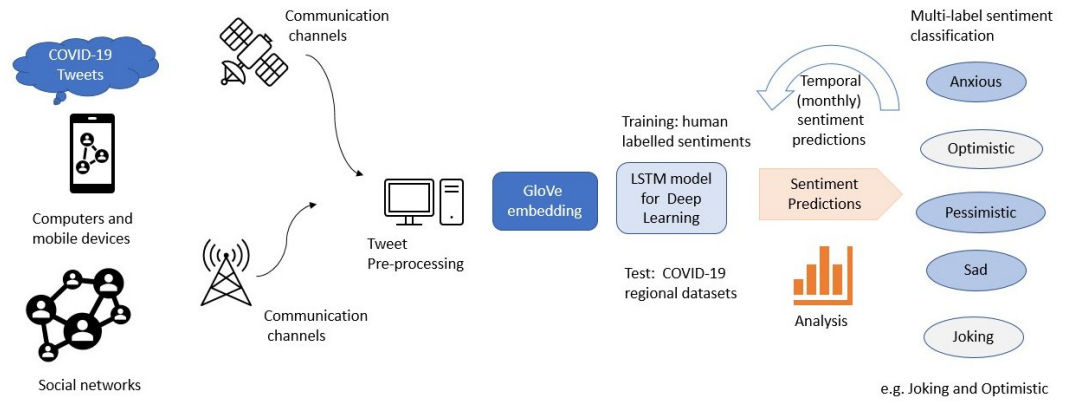 COVID-19
Tweets
Computers and
mobile devices
Social networks
Communication
channels
Communication
channels
Tweet
Pre-processing
GloVe
embedding
Training: human
labelled sentiments
LSTM model
for Deep
Learning
Test: COVID-19
regional datasets
Temporal
(monthly)
sentiment
predictions
Sentiment
Predictions
Analysis
Multi-label sentiment
classification
Anxious
Optimistic
Pessimistic
Sad
Joking
e.g. Joking and Optimistic